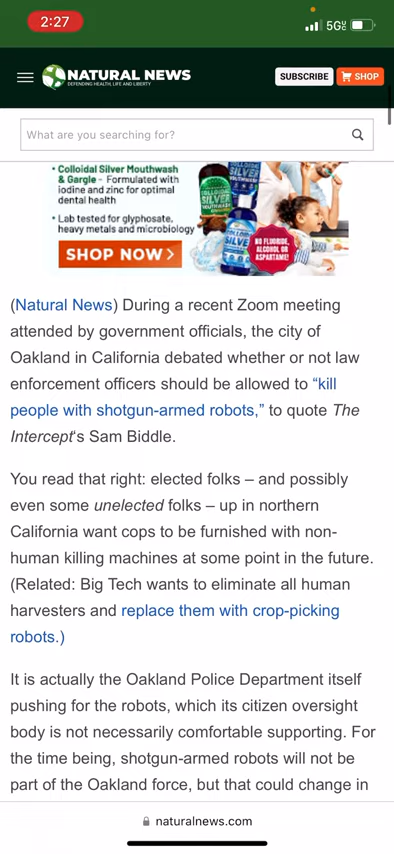 2:27
5G
NATURAL NEWS
DEFENDING HEALTH, LIFE AND LIBERTY
SUBSCRIBE
SHOP
What are you searching for?
• Colloidal Silver Mouthwash
& Gargle - Formulated with
iodine and zinc for optimal
dental health
• Lab tested for glyphosate,
heavy metals and microbiology
SHOP NOW >
COLLOIDAL
SILVER
COLLOIDAL
SILVER
NO FLUORIDE,
ALCOHOL OR
ASPARTAME!
(Natural News) During a recent Zoom meeting
attended by government officials, the city of
Oakland in California debated whether or not law
enforcement officers should be allowed to “kill
people with shotgun-armed robots,” to quote The
Intercept‘s Sam Biddle.
You read that right: elected folks – and possibly
even some unelected folks – up in northern
California want cops to be furnished with non-
human killing machines at some point in the future.
(Related: Big Tech wants to eliminate all human
harvesters and replace them with crop-picking
robots.)
It is actually the Oakland Police Department itself
pushing for the robots, which its citizen oversight
body is not necessarily comfortable supporting. For
the time being, shotgun-armed robots will not be
part of the Oakland force, but that could change in
naturalnews.com